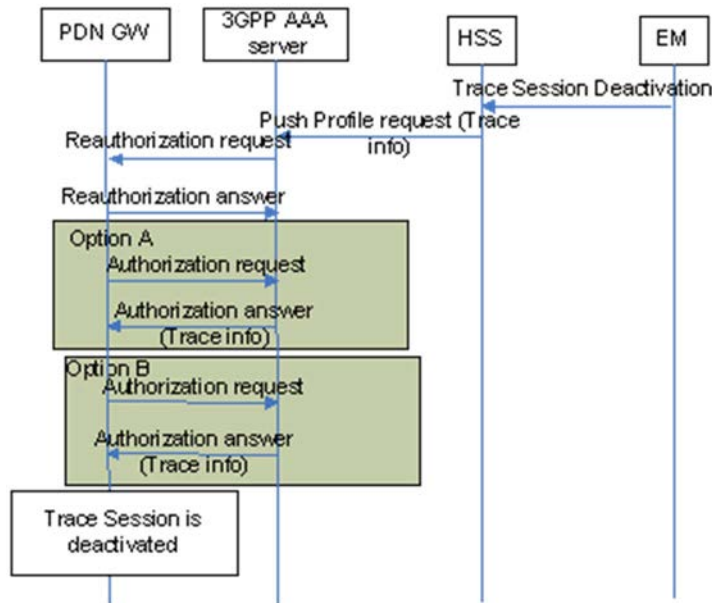 PDN GW
3GPP AAA
server
HSS
EM
Trace Session Deactivation
Push Profile request (Trace
info)
Reauthorization request
Reauthorization answer
Option A
Authorization request
Authorization answer
(Trace info)
Option B
Authorization request
Authorization answer
(Trace info)
Trace Session is
deactivated